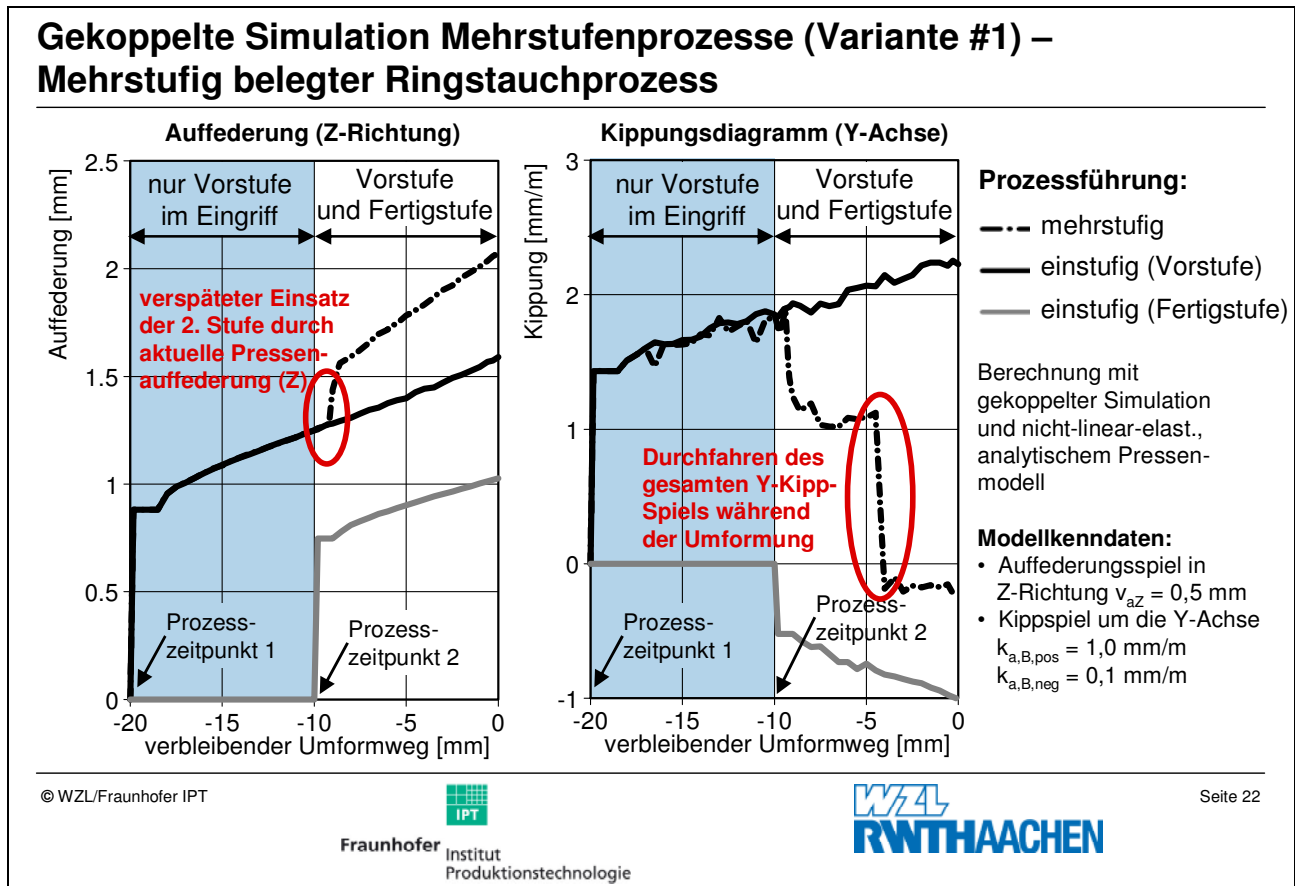 Gekoppelte Simulation Mehrstufenprozesse (Variante #1) –
Mehrstufig belegter Ringstauchprozess
Auffederung (Z-Richtung)
2.5
2
1.5
1
0.5
0
Auffederung [mm]
nur Vorstufe
im Eingriff
Vorstufe
und Fertigstufe
verspäteter Einsatz
der 2. Stufe durch
aktuelle Pressen-
auffederung (Z)
Prozess-
zeitpunkt 1
Prozess-
zeitpunkt 2
-20 -15 -10 -5 0
verbleibender Umformweg [mm]
Kippungsdiagramm (Y-Achse)
3
2
1
0
-1
Kippung [mm/m]
nur Vorstufe
im Eingriff
Vorstufe
und Fertigstufe
Durchfahren des
gesamten Y-Kipp-
Spiels während
der Umformung
Prozess-
zeitpunkt 1
Prozess-
zeitpunkt 2
-20 -15 -10 -5 0
verbleibender Umformweg [mm]
Prozessführung:
mehrstufig
einstufig (Vorstufe)
einstufig (Fertigstufe)
Berechnung mit
gekoppelter Simulation
und nicht-linear-elast.,
analytischem Pressen-
modell
Modellkenndaten:
• Auffederungsspiel in
Z-Richtung vaZ = 0,5 mm
• Kippspiel um die Y-Achse
ka,B,pos = 1,0 mm/m
ka,B,neg = 0,1 mm/m
© WZL/Fraunhofer IPT
IPT
Fraunhofer Institut
Produktionstechnologie
WZL
RWTHAACHEN
Seite 22